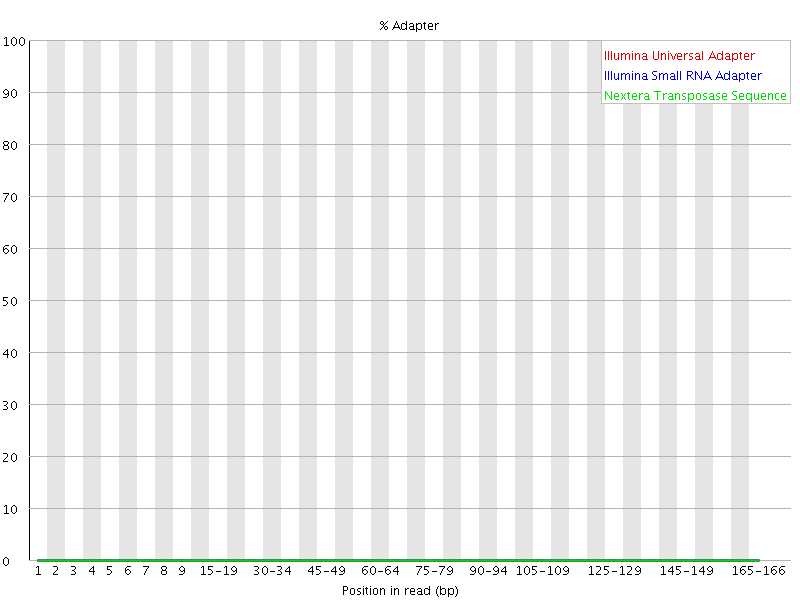 % Adapter
100
90
80
70
60
50
40
30
20
10
0
Illumina Universal Adapter
Illumina Small RNA Adapter
Nextera Transposase Sequence
1 2 3 4 5 6 7 8 9 15-19 30-34 45-49 60-64 75-79 90-94 105-109 125-129 145-149 165-166
Position in read (bp)